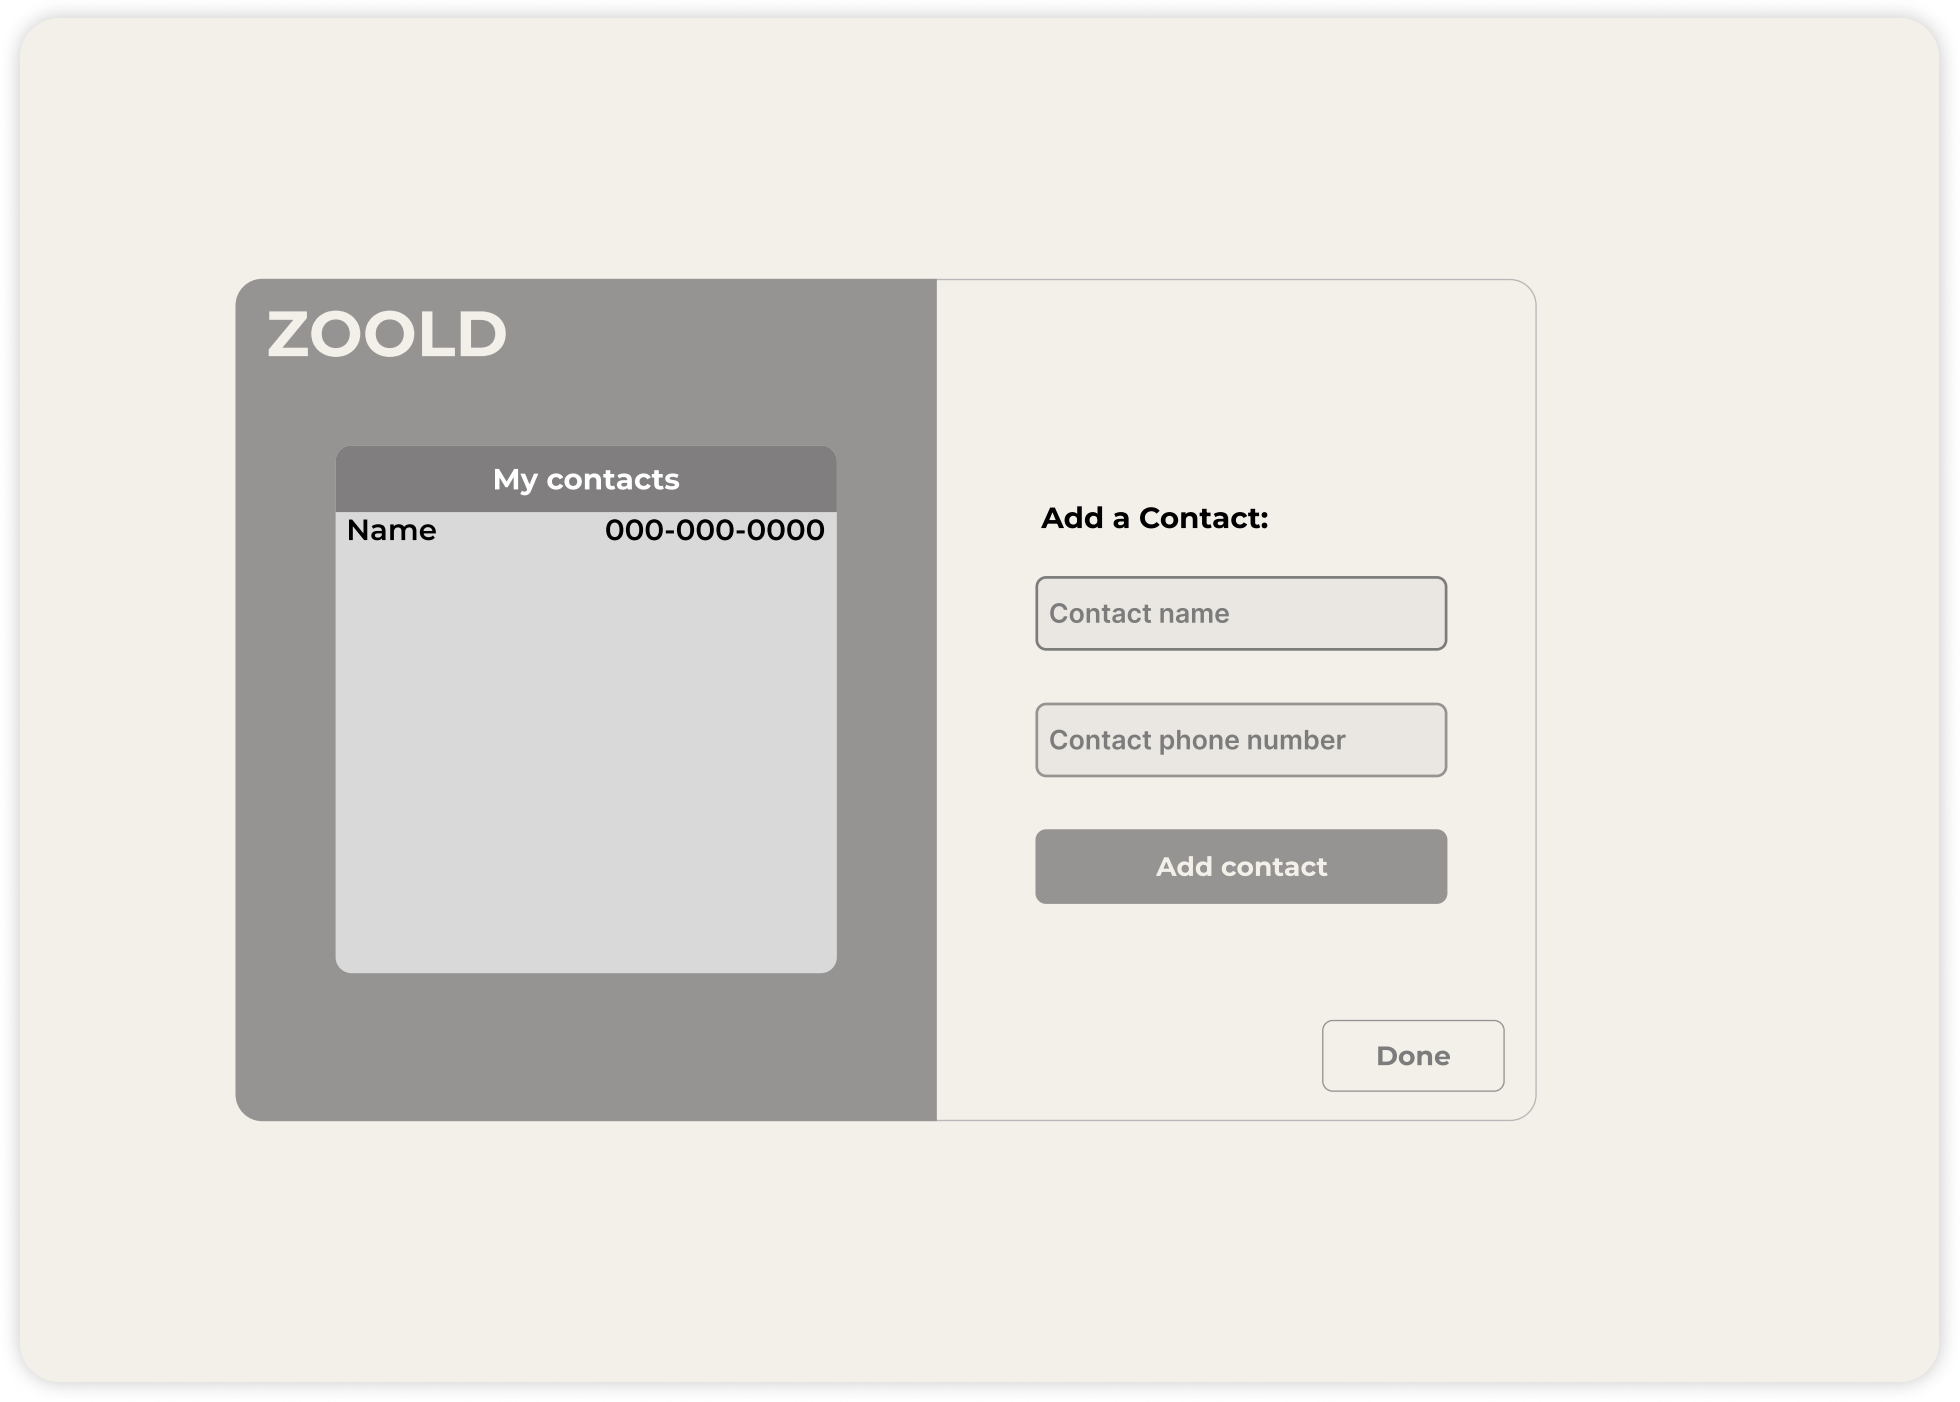 ZOOLD
My contacts
Name 000-000-0000
Add a Contact:
Contact name
Contact phone number
Add contact
Done